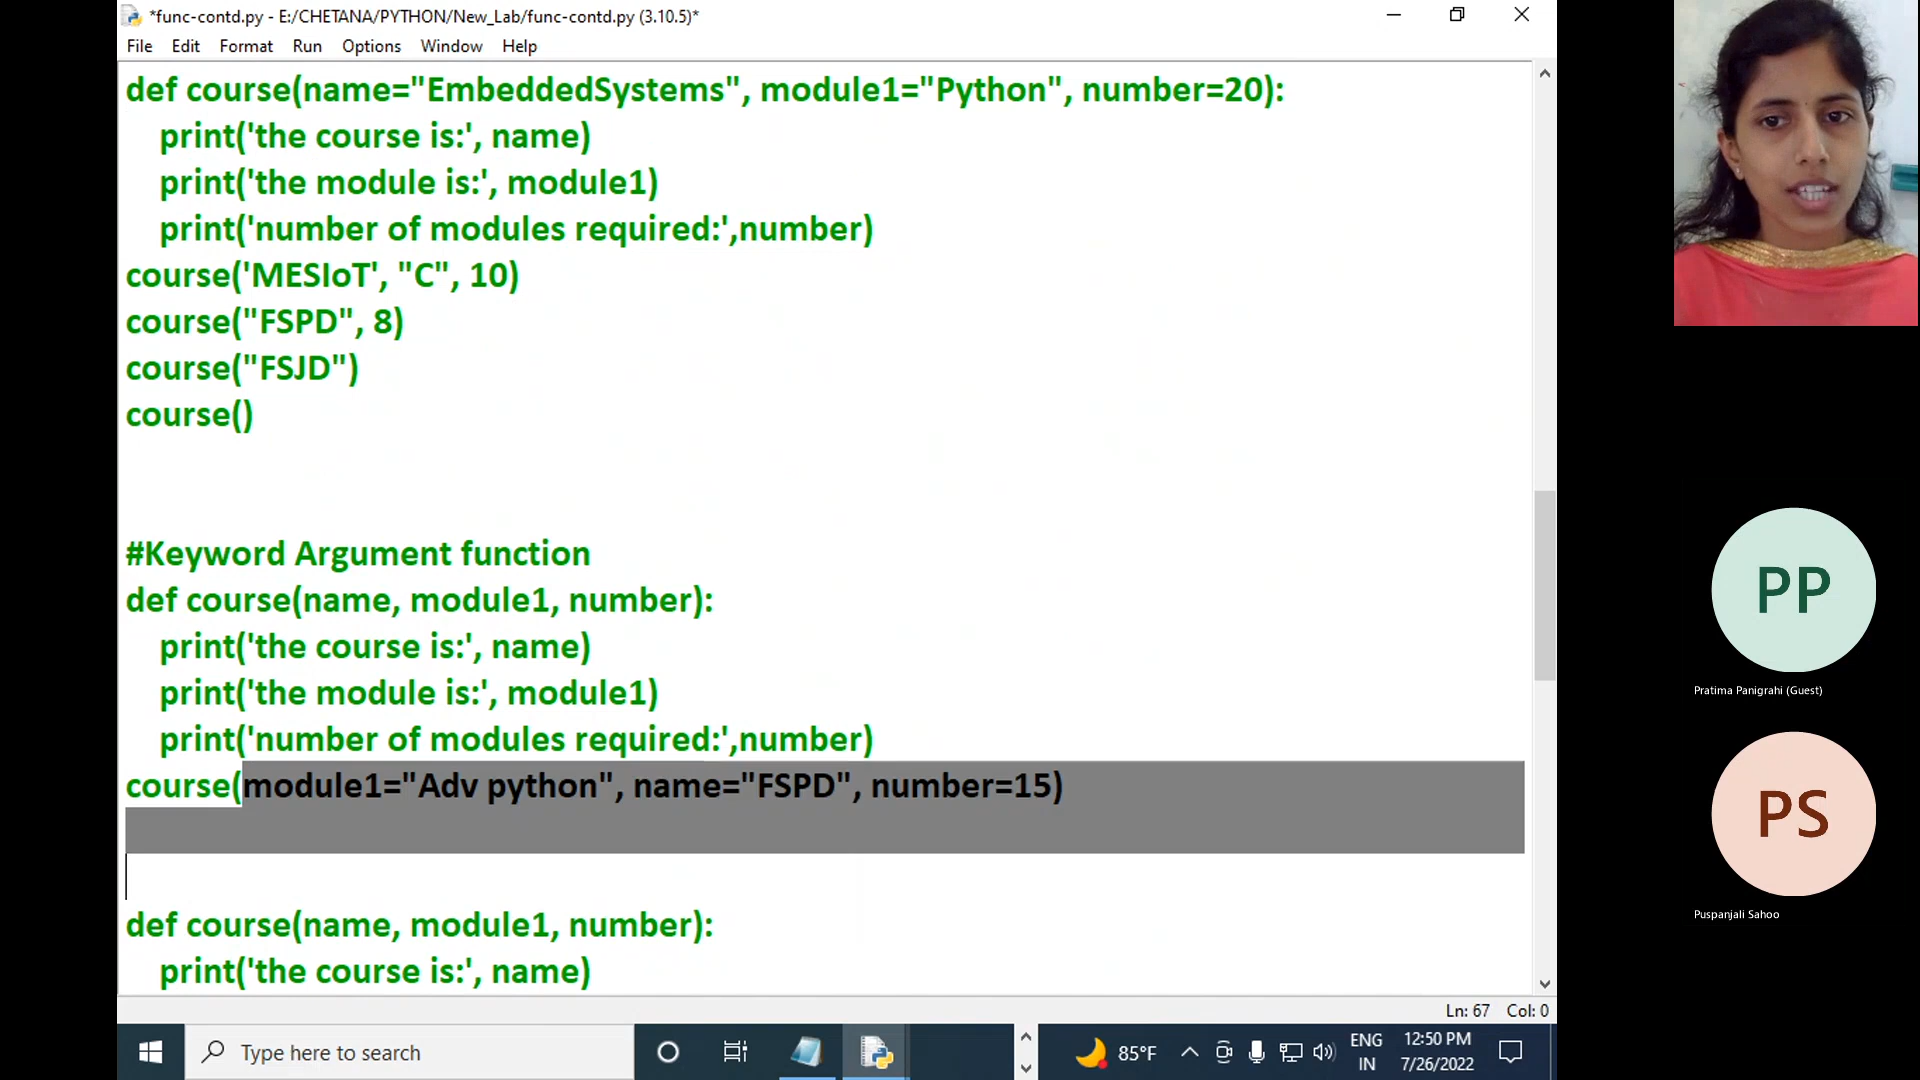 *func-contd.py - E:/CHETANA/PYTHON/New_Lab/func-contd.py (3.10.5)*
File Edit Format Run Options Window Help
def course(name="EmbeddedSystems", module1="Python", number=20):
print('the course is:', name)
print('the module is:', module1)
print('number of modules required:',number)
course('MESIoT', "C", 10)
course("FSPD", 8)
course("FSJD")
course()
#Keyword Argument function
def course(name, module1, number):
print('the course is:', name)
print('the module is:', module1)
print('number of modules required:',number)
course(module1="Adv python", name="FSPD", number=15)
def course(name, module1, number):
print('the course is:', name)
Ln: 67 Col: 0
Type here to search
85°F
ENG
IN
12:50 PM
7/26/2022
PP
Pratima Panigrahi (Guest)
PS
Puspanjali Sahoo